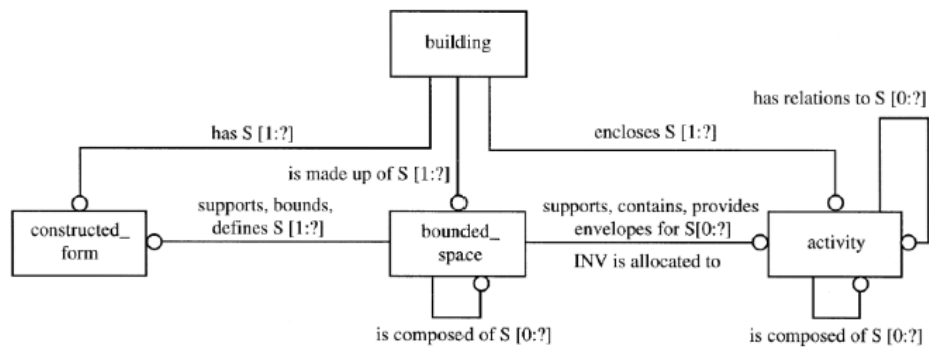 building
has relations to S [0:?]
has S [1:?]
encloses S [1:?]
is made up of S [1:?]
constructed_
form
supports, bounds,
defines S [1:?]
bounded_
space
supports, contains, provides
envelopes for S[0:?]
INV is allocated to
activity
is composed of S [0:?]
is composed of S [0:?]